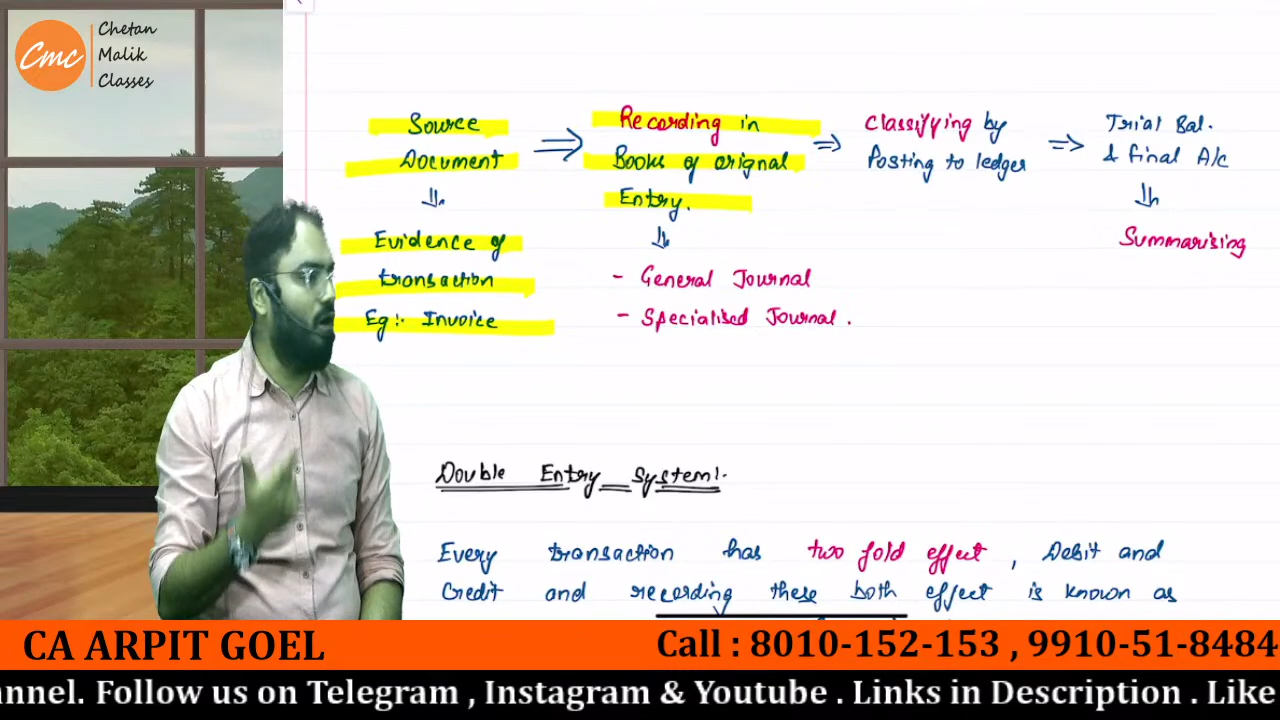 Cmc
Chetan
Malik
Classes
Source
Document
Evidence of
transaction
Eg:- Invoice
Recording in
Books of orignal
Entry.
- General Journal
- Specialised Journal.
Classifying by
Posting to ledger
Trial Bal.
& final A/c
Summarising
Double Entry System:-
Every transaction has two fold effect, Debit and
Credit and recording these both effect is known as
CA ARPIT GOEL
Call : 8010-152-153 , 9910-51-8484
nnel. Follow us on Telegram , Instagram & Youtube . Links in Description . Like